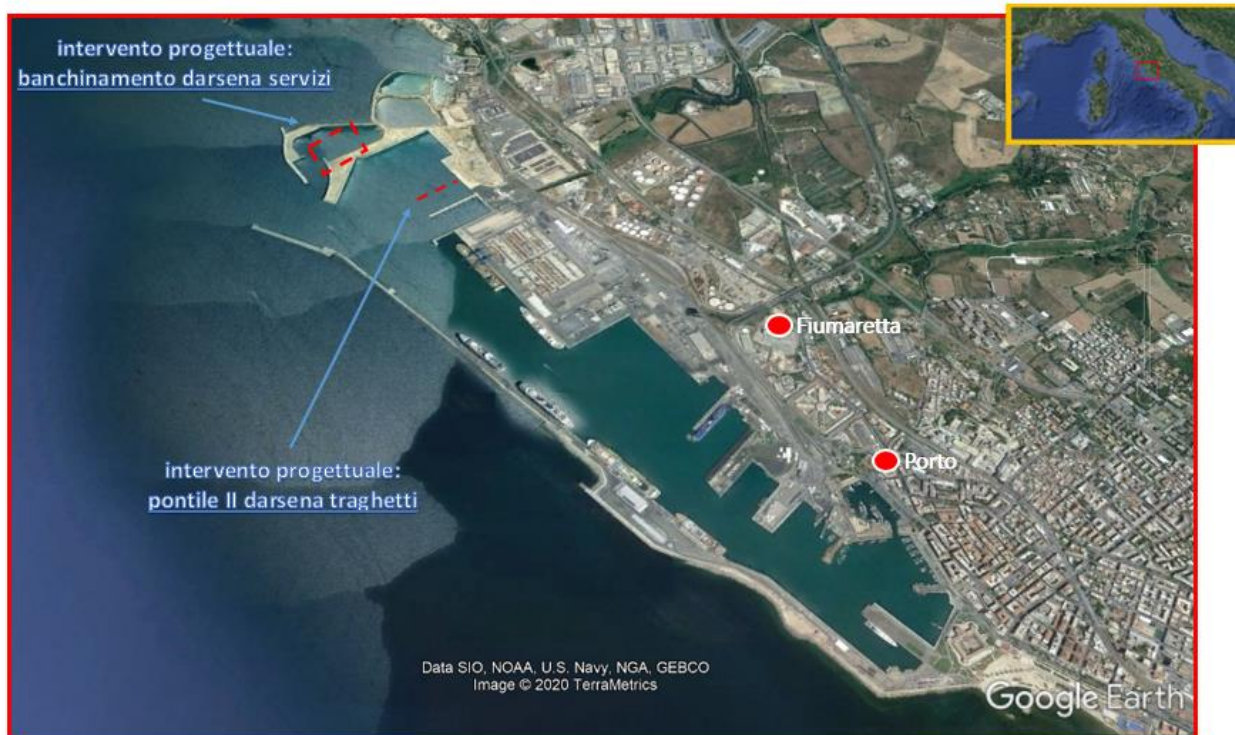 intervento progettuale:
banchinamento darsena servizi
Fiumaretta
Porto
intervento progettuale:
pontile II darsena traghetti
Data SIO, NOAA, U.S. Navy, NGA, GEBCO
Image © 2020 TerraMetrics
Google Earth